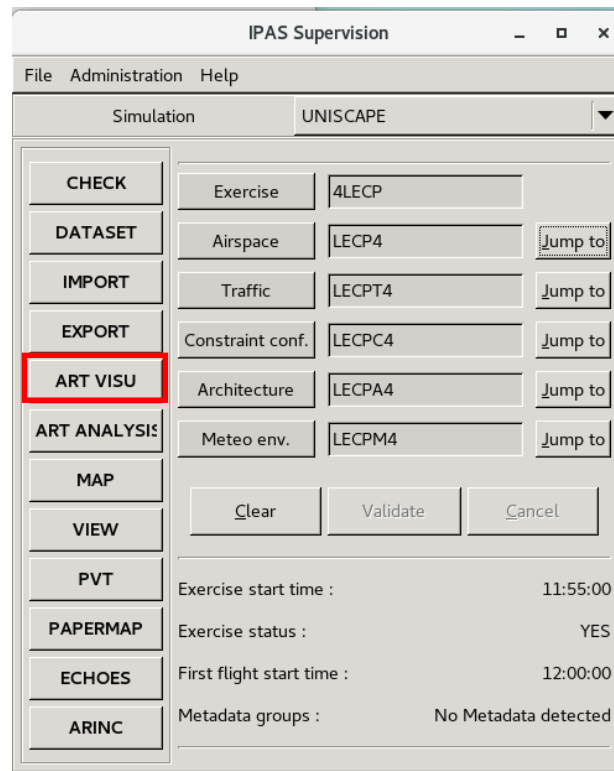 IPAS Supervision
File Administration Help
Simulation UNISCAPE
CHECK
DATASET
IMPORT
EXPORT
ART VISU
ART ANALYSIS
MAP
VIEW
PVT
PAPERMAP
ECHOES
ARINC
Exercise 4LECP
Airspace LECP4 Jump to
Traffic LECPT4 Jump to
Constraint conf. LECPC4 Jump to
Architecture LECPA4 Jump to
Meteo env. LECPM4 Jump to
Clear Validate Cancel
Exercise start time : 11:55:00
Exercise status : YES
First flight start time : 12:00:00
Metadata groups : No Metadata detected